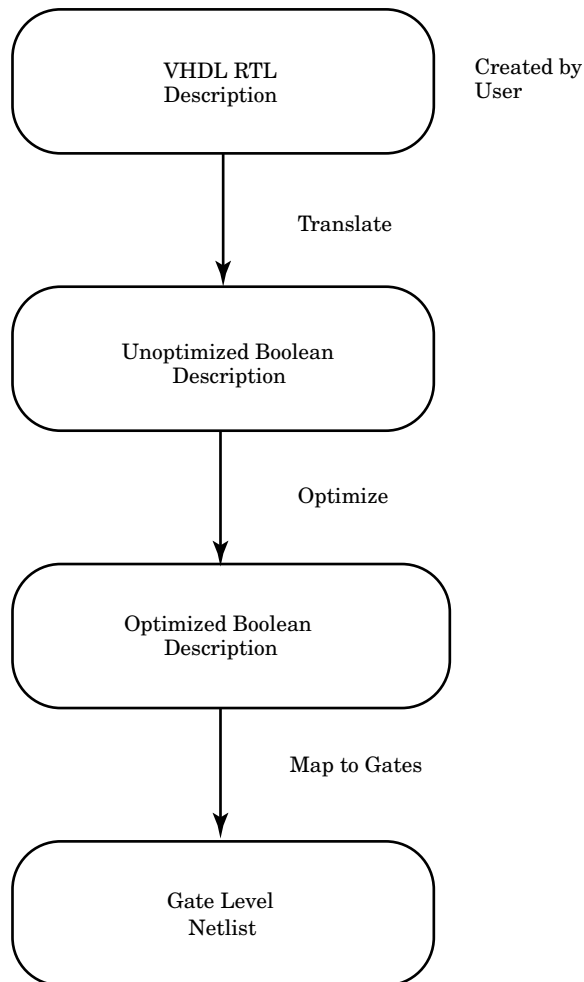 VHDL RTL
Description
Created by
User
Translate
Unoptimized Boolean
Description
Optimize
Optimized Boolean
Description
Map to Gates
Gate Level
Netlist